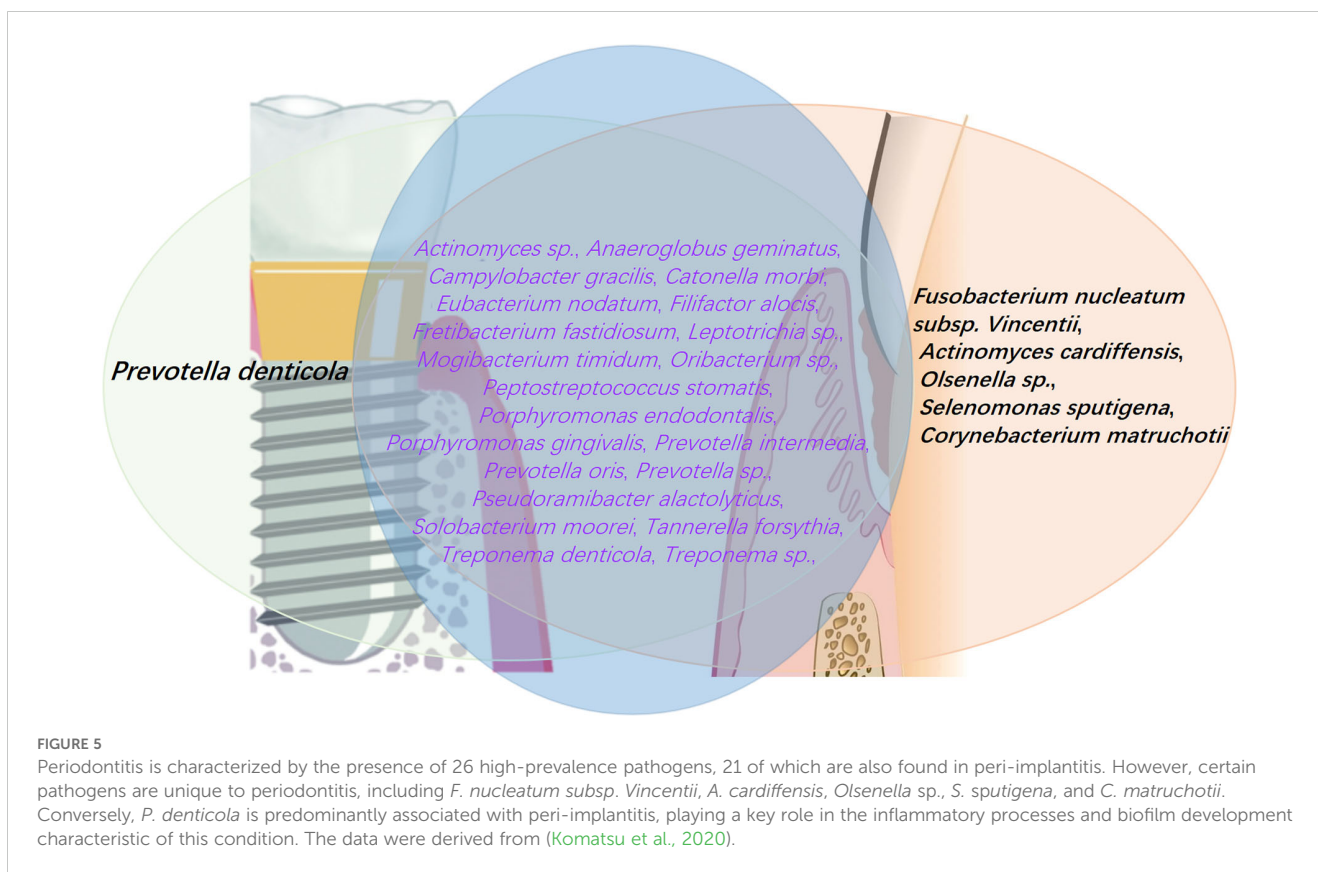 Actinomyces sp., Anaeroglobus geminatus,
Campylobacter gracilis, Catonella morbi,
Eubacterium nodatum, Filifactor alocis,
Fretibacterium fastidiosum, Leptotrichia sp.,
Mogibacterium timidum, Oribacterium sp.,
Peptostreptococcus stomatis,
Porphyromonas endodontalis,
Porphyromonas gingivalis, Prevotella intermedia,
Prevotella oris, Prevotella sp.,
Pseudoramibacter alactolyticus,
Solobacterium moorei, Tannerella forsythia,
Treponema denticola, Treponema sp.,
Prevotella denticola
Fusobacterium nucleatum
subsp. Vincentii,
Actinomyces cardiffensis,
Olsenella sp.,
Selenomonas sputigena,
Corynebacterium matruchotii
FIGURE 5
Periodontitis is characterized by the presence of 26 high-prevalence pathogens, 21 of which are also found in peri-implantitis. However, certain
pathogens are unique to periodontitis, including F. nucleatum subsp. Vincentii, A. cardiffensis, Olsenella sp., S. sputigena, and C. matruchotii.
Conversely, P. denticola is predominantly associated with peri-implantitis, playing a key role in the inflammatory processes and biofilm development
characteristic of this condition. The data were derived from (Komatsu et al., 2020).